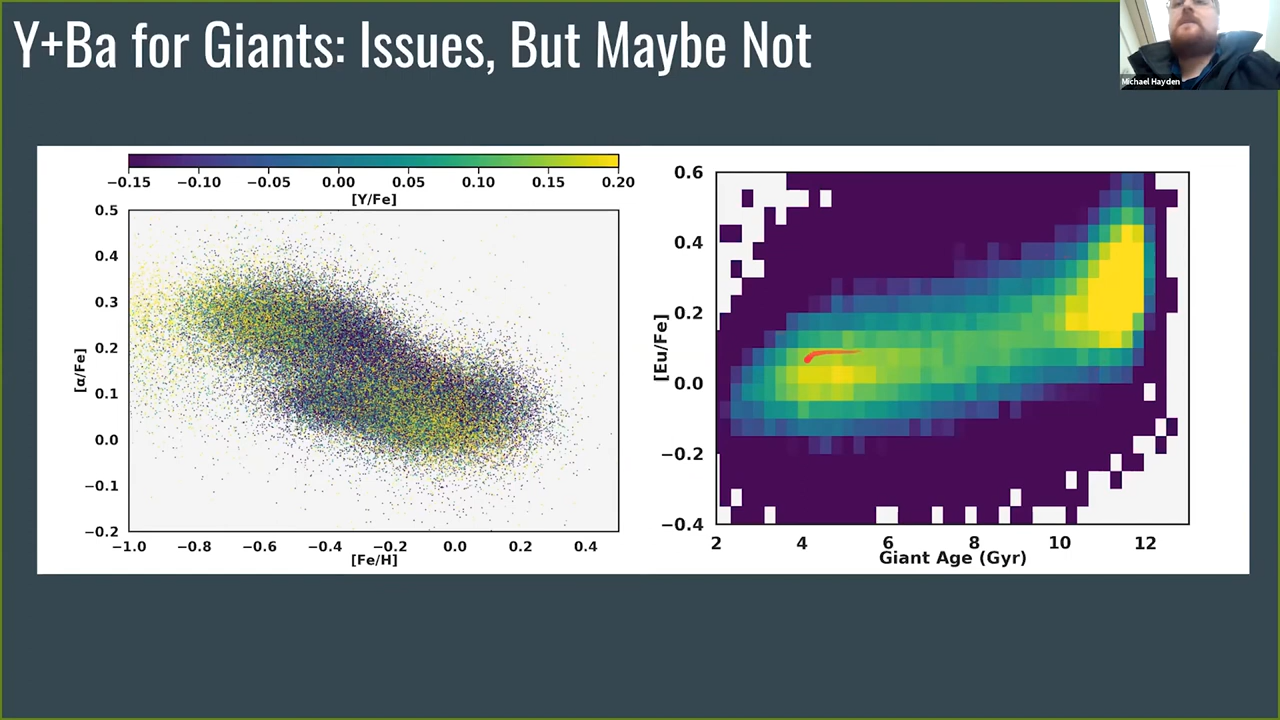 Y+Ba for Giants: Issues, But Maybe Not
Michael Hayden
−0.15 −0.10 −0.05 0.00 0.05 0.10 0.15 0.20
[Y/Fe]
0.5
0.4
0.3
0.2
0.1
0.0
−0.1
−0.2
[α/Fe]
−1.0 −0.8 −0.6 −0.4 −0.2 0.0 0.2 0.4
[Fe/H]
0.6
0.4
0.2
0.0
−0.2
−0.4
[Eu/Fe]
2 4 6 8 10 12
Giant Age (Gyr)